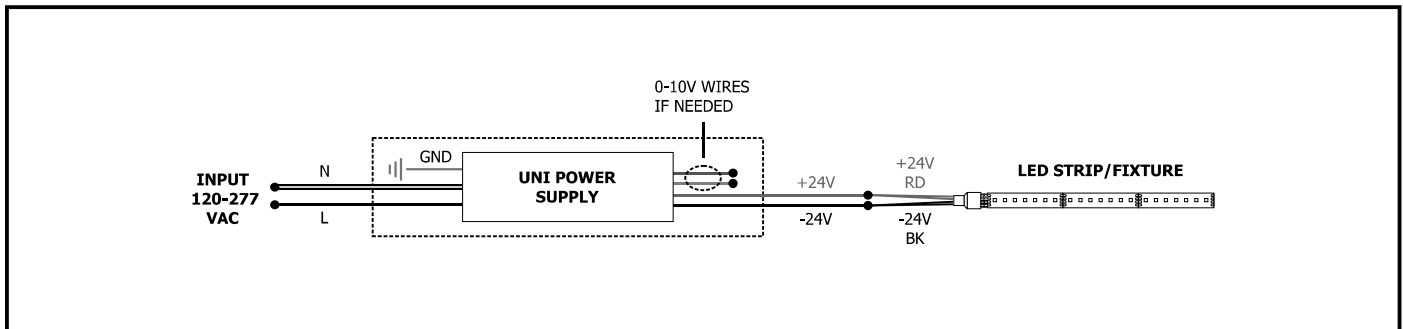 0-10V WIRES
IF NEEDED
INPUT
120-277
VAC
N
L
GND
UNI POWER
SUPPLY
+24V
-24V
+24V
RD
-24V
BK
LED STRIP/FIXTURE